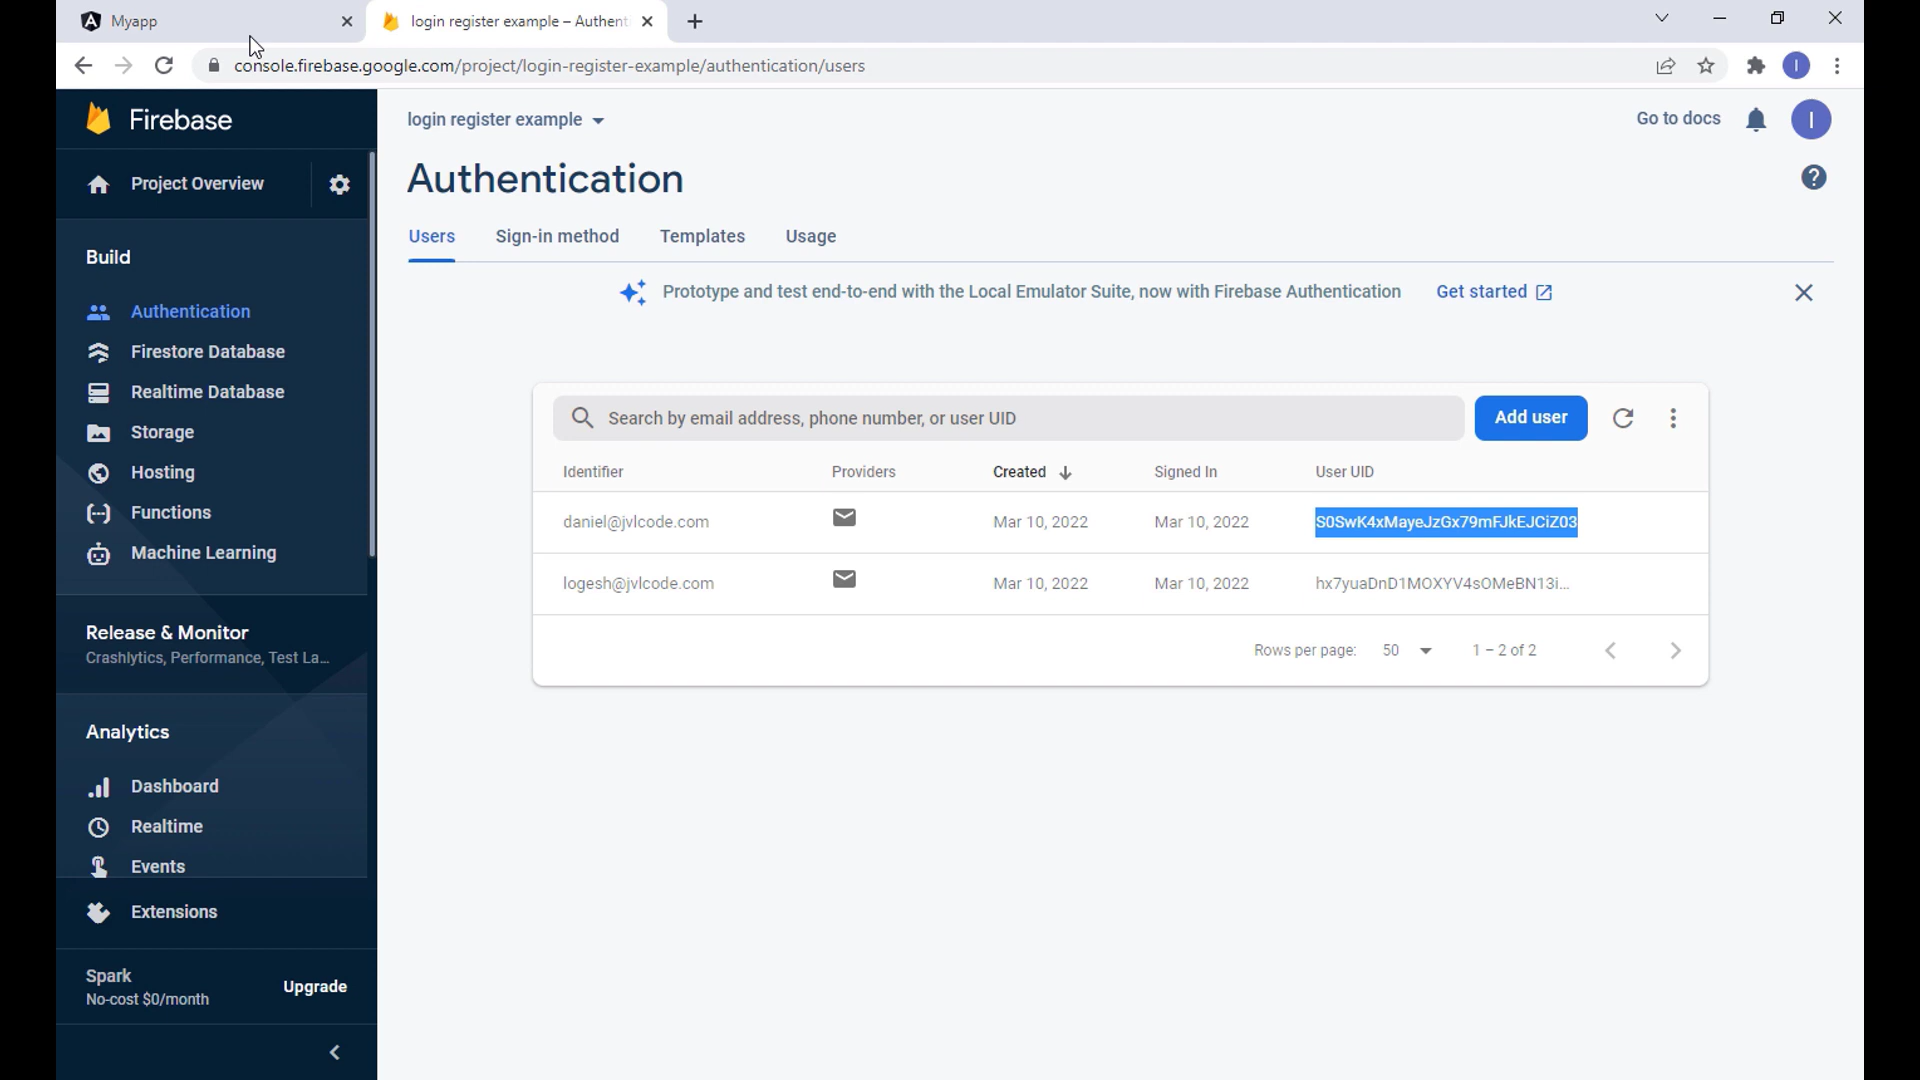 Myapp
login register example – Authent
console.firebase.google.com/project/login-register-example/authentication/users
I
Firebase
login register example
Go to docs
I
Project Overview
Authentication
Users
Sign-in method
Templates
Usage
Build
Prototype and test end-to-end with the Local Emulator Suite, now with Firebase Authentication
Get started
Authentication
Firestore Database
Realtime Database
Storage
Hosting
Functions
Machine Learning
Search by email address, phone number, or user UID
Add user
Identifier
Providers
Created
Signed In
User UID
daniel@jvlcode.com
Mar 10, 2022
Mar 10, 2022
S0SwK4xMayeJzGx79mFJkEJCiZ03
logesh@jvlcode.com
Mar 10, 2022
Mar 10, 2022
hx7yuaDnD1MOXYV4sOMeBN13i...
Rows per page:
50
1 – 2 of 2
Release & Monitor
Crashlytics, Performance, Test La...
Analytics
Dashboard
Realtime
Events
Extensions
Spark
No-cost $0/month
Upgrade